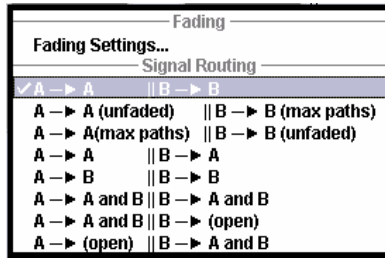 Fading
Fading Settings...
Signal Routing
✓ A —▶ A || B —▶ B
A —▶ A (unfaded) || B —▶ B (max paths)
A —▶ A(max paths) || B —▶ B (unfaded)
A —▶ A || B —▶ A
A —▶ B || B —▶ B
A —▶ A and B || B —▶ A and B
A —▶ A and B || B —▶ (open)
A —▶ (open) || B —▶ A and B